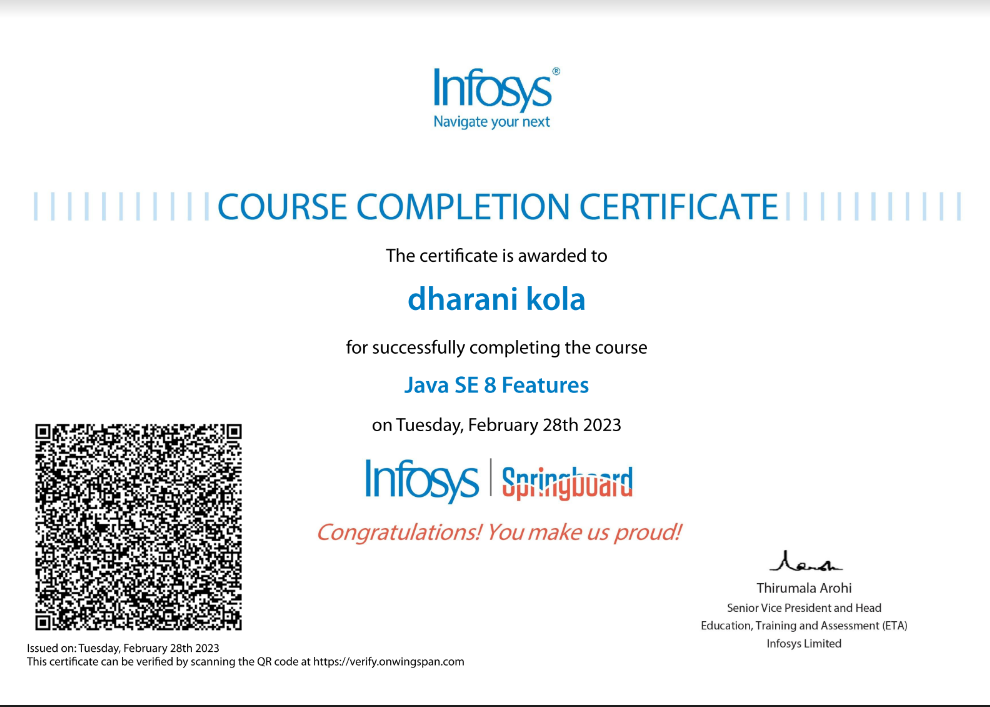 Infosys®
Navigate your next
COURSE COMPLETION CERTIFICATE
The certificate is awarded to
dharani kola
for successfully completing the course
Java SE 8 Features
on Tuesday, February 28th 2023
Infosys | Springboard
Congratulations! You make us proud!
Thirumala Arohi
Senior Vice President and Head
Education, Training and Assessment (ETA)
Infosys Limited
Issued on: Tuesday, February 28th 2023
This certificate can be verified by scanning the QR code at https://verify.onwingspan.com